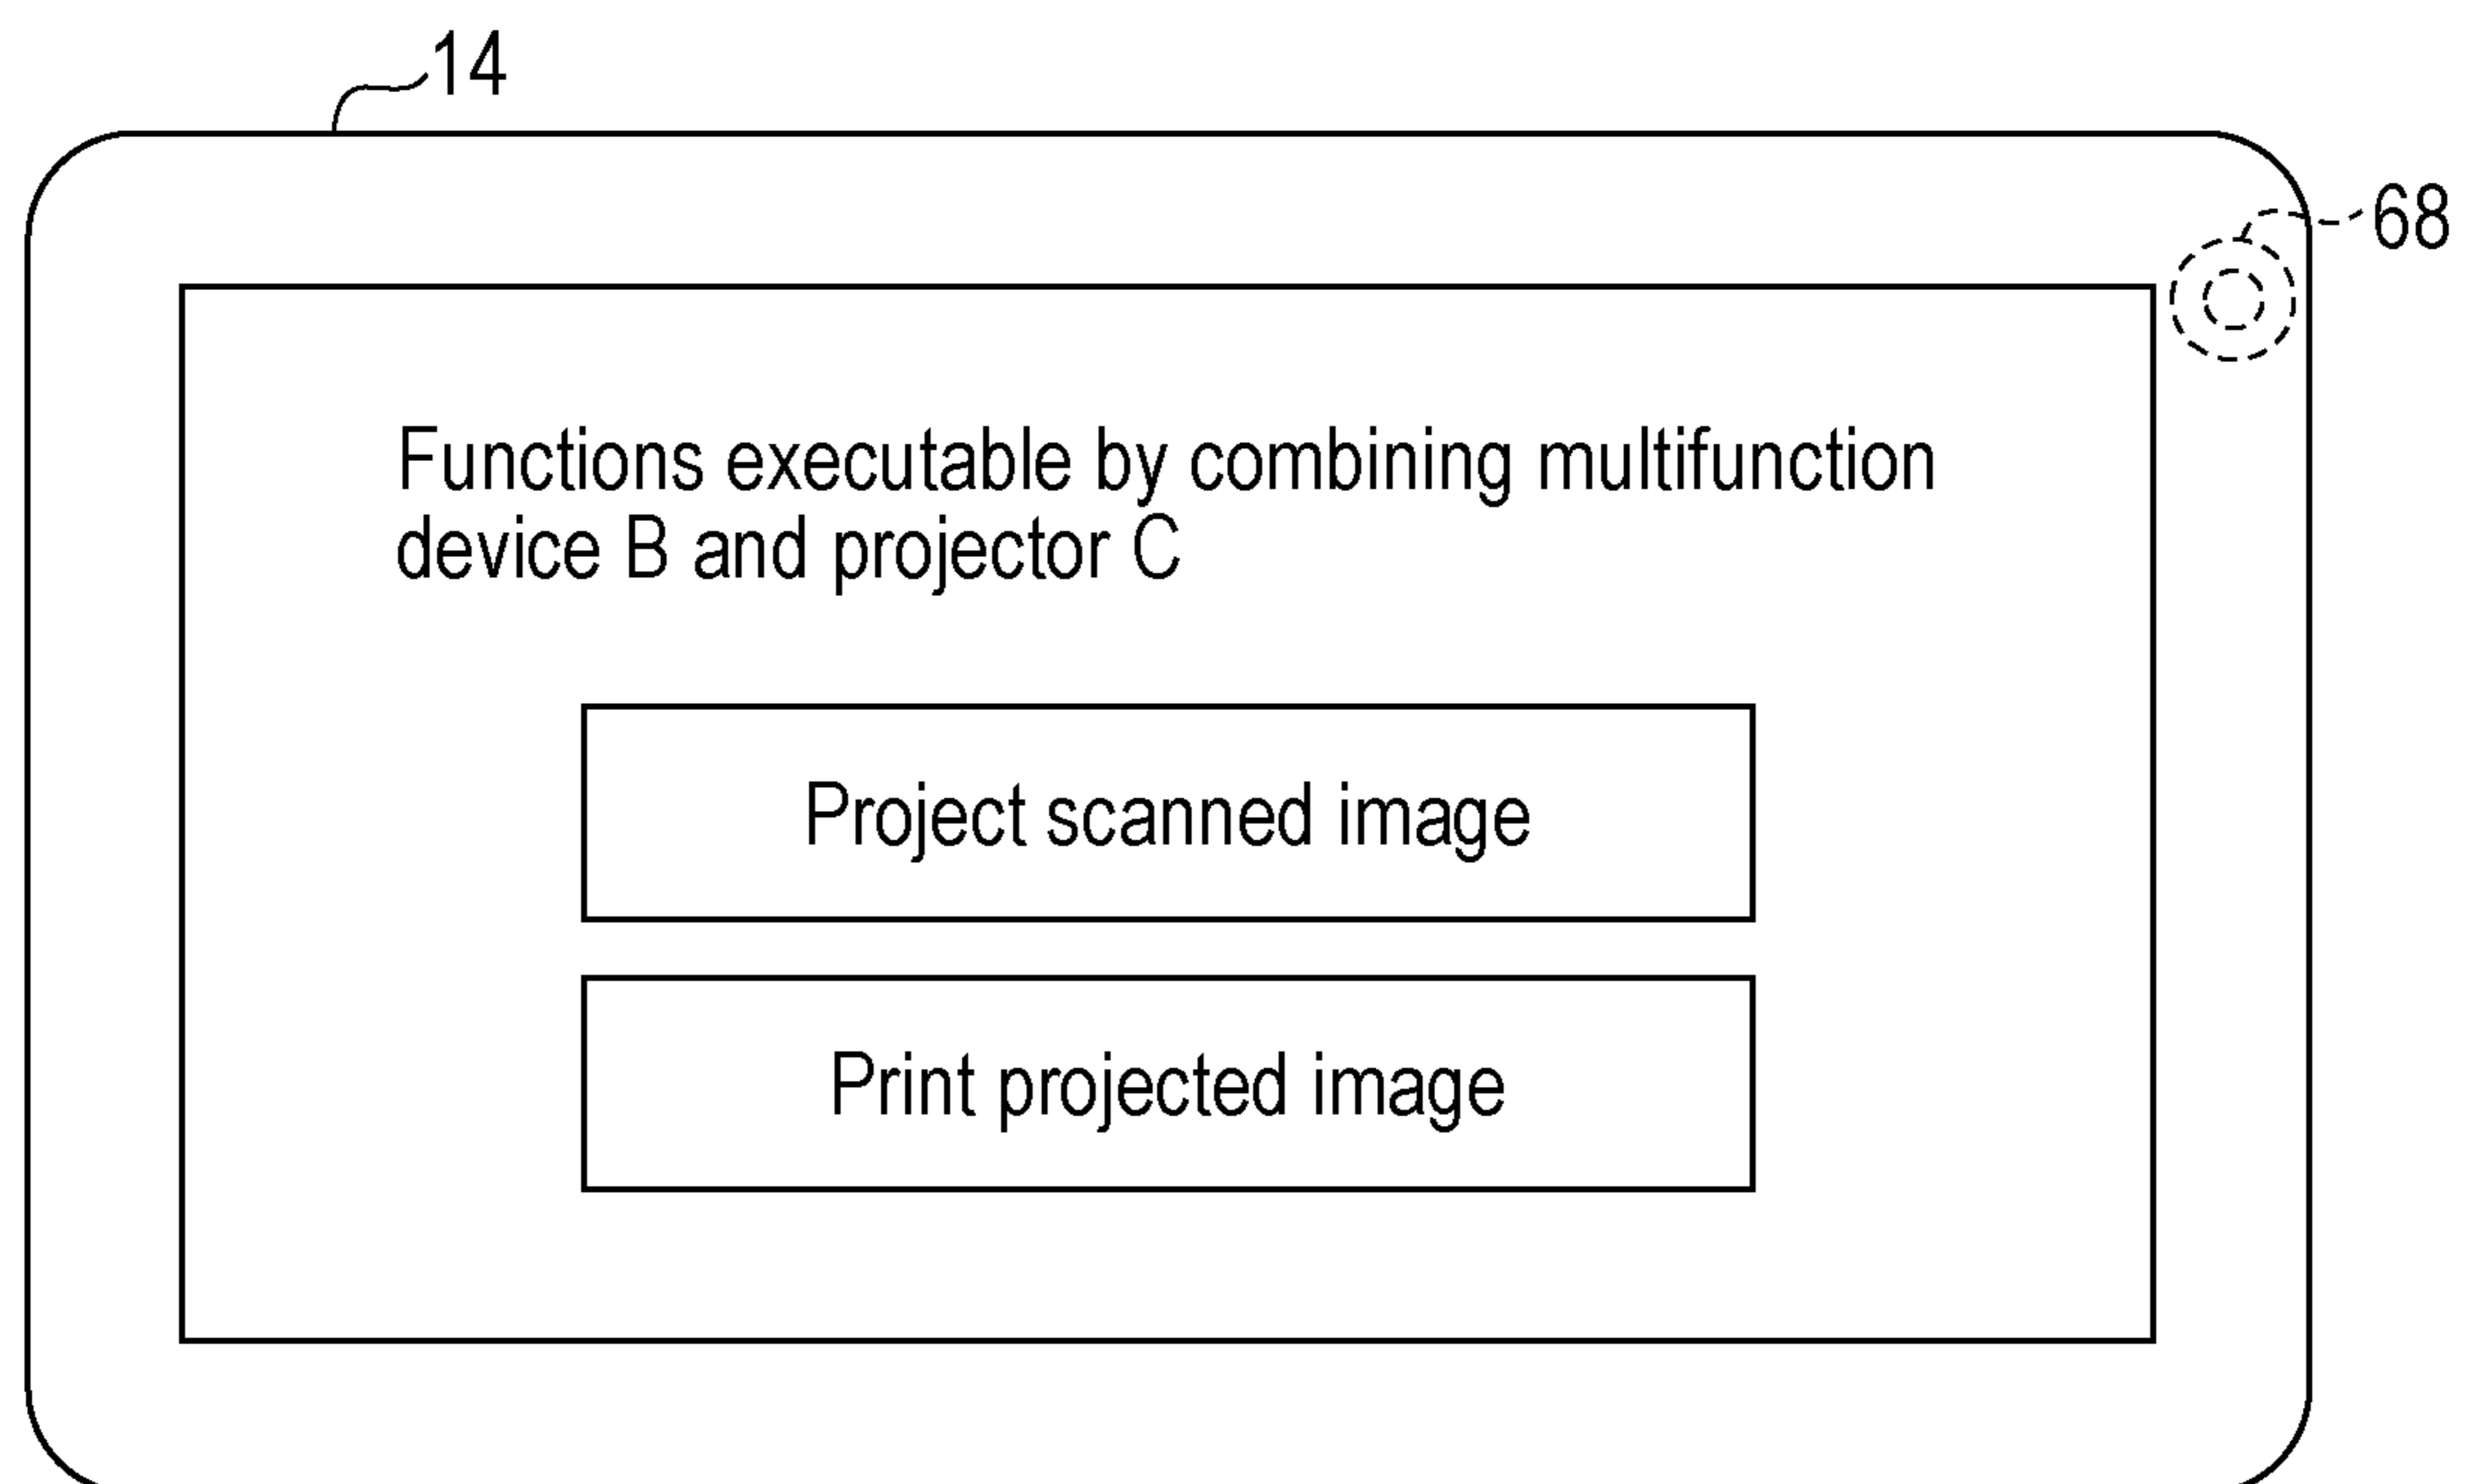 14
68
Functions executable by combining multifunction
device B and projector C
Project scanned image
Print projected image